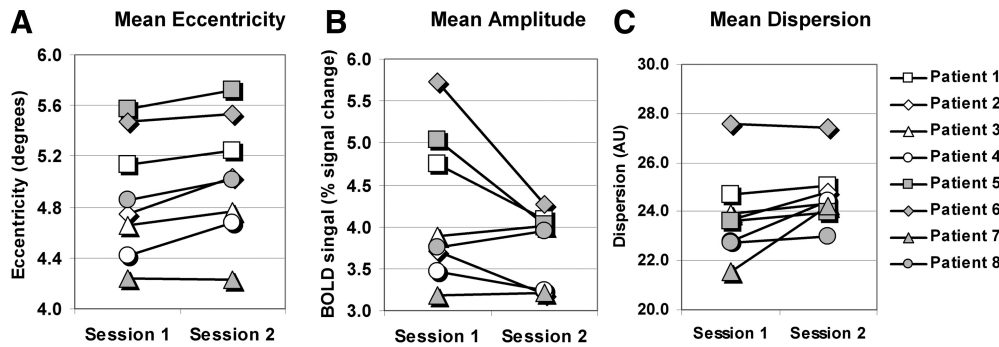 A Mean Eccentricity
Eccentricity (degrees)
6.0
5.6
5.2
4.8
4.4
4.0
Session 1 Session 2
B Mean Amplitude
BOLD singal (% signal change)
6.0
5.5
5.0
4.5
4.0
3.5
3.0
Session 1 Session 2
C Mean Dispersion
Dispersion (AU)
30.0
28.0
26.0
24.0
22.0
20.0
Session 1 Session 2
Patient 1
Patient 2
Patient 3
Patient 4
Patient 5
Patient 6
Patient 7
Patient 8